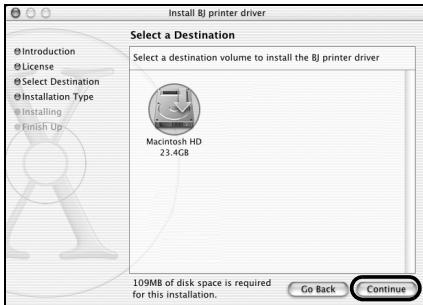 Install BJ printer driver
Select a Destination
Introduction
License
Select Destination
Installation Type
Installing
Finish Up
Select a destination volume to install the BJ printer driver
Macintosh HD
23.4GB
109MB of disk space is required
for this installation.
Go Back
Continue